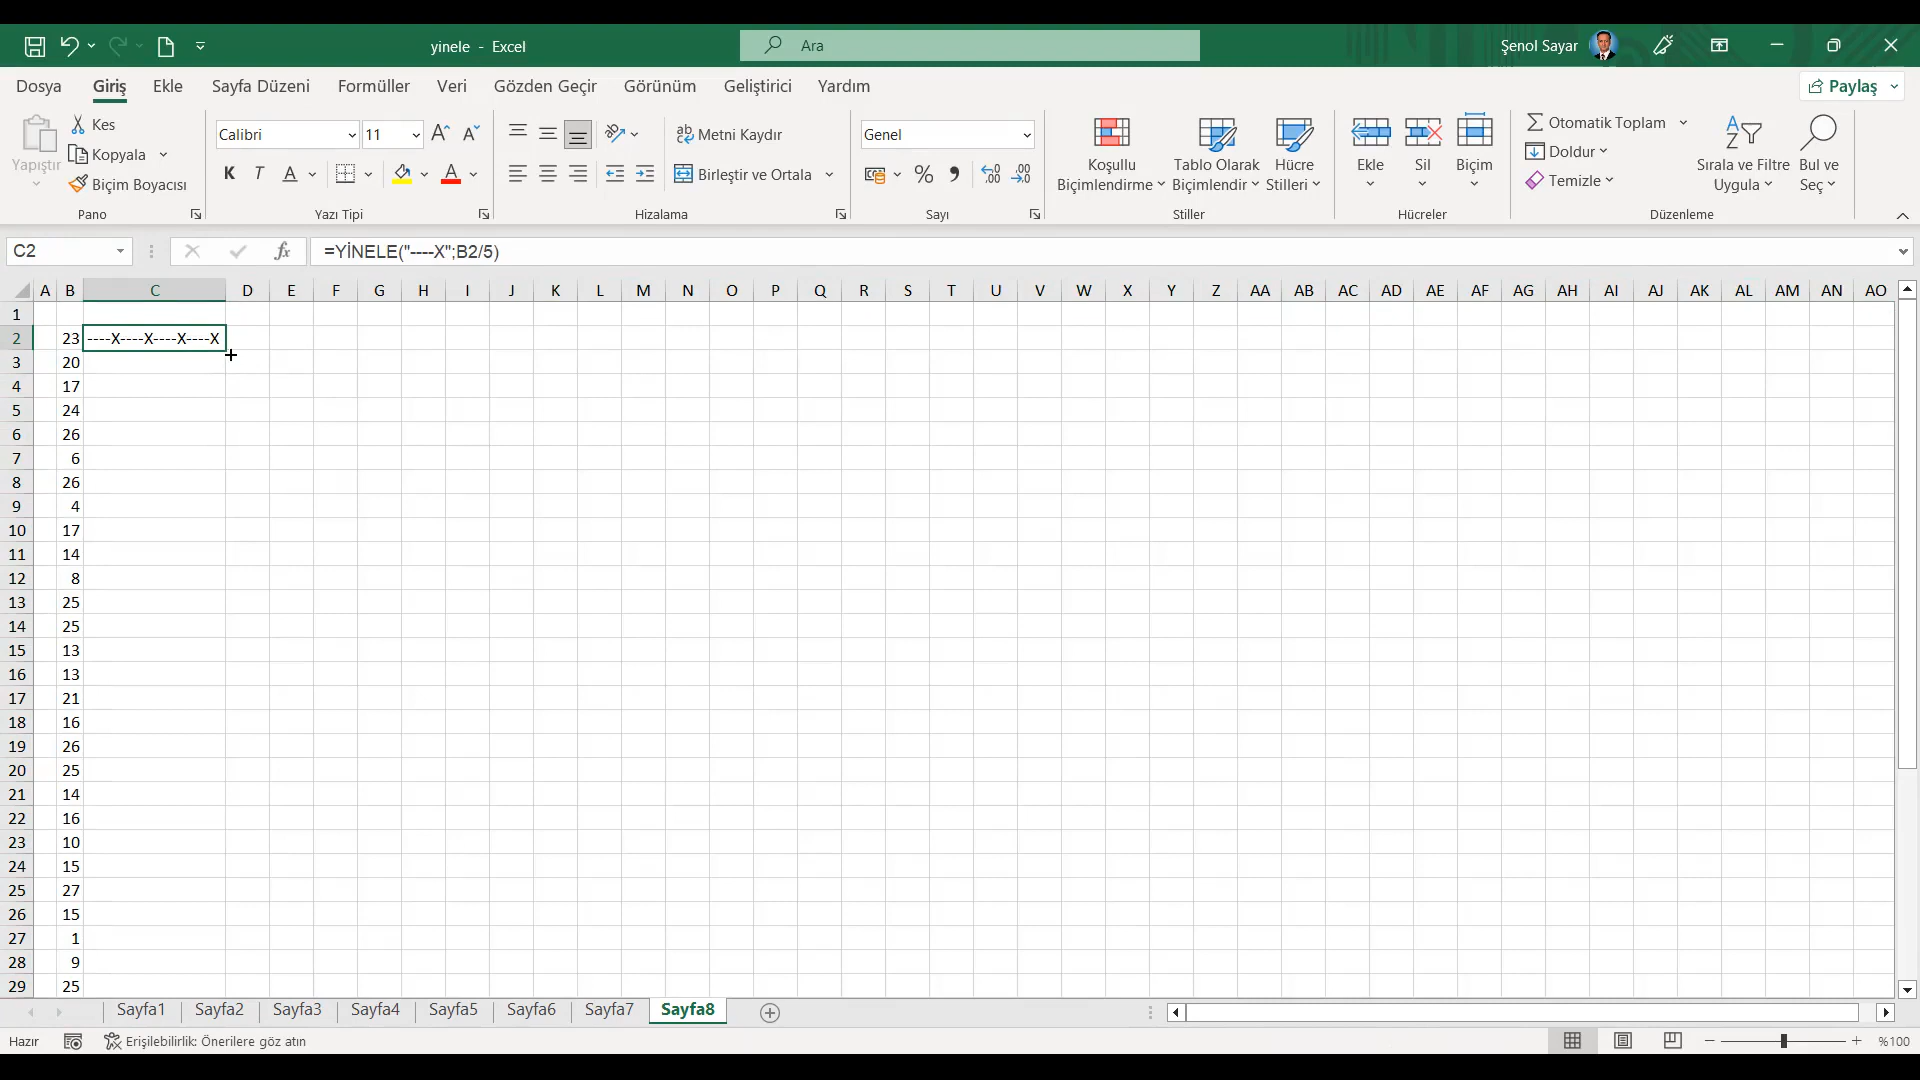 yinele - Excel
Ara
Şenol Sayar
Dosya Giriş Ekle Sayfa Düzeni Formüller Veri Gözden Geçir Görünüm Geliştirici Yardım
Paylaş
Yapıştır
Kes
Kopyala
Biçim Boyacısı
Pano
Calibri 11
K T A A
Yazı Tipi
Metni Kaydır
Birleştir ve Ortala
Hizalama
Genel
%
Sayı
Koşullu Biçimlendirme
Tablo Olarak Biçimlendir
Hücre Stilleri
Stiller
Ekle
Sil
Biçim
Hücreler
Otomatik Toplam
Doldur
Temizle
Sırala ve Filtre Uygula
Bul ve Seç
Düzenleme
C2
fx
=YİNELE("----X";B2/5)
A B C D E F G H I J K L M N O P Q R S T U V W X Y Z AA AB AC AD AE AF AG AH AI AJ AK AL AM AN AO
1
2 23 ----X----X----X----X
3 20
4 17
5 24
6 26
7 6
8 26
9 4
10 17
11 14
12 8
13 25
14 25
15 13
16 13
17 21
18 16
19 26
20 25
21 14
22 16
23 10
24 15
25 27
26 15
27 1
28 9
29 25
Sayfa1 Sayfa2 Sayfa3 Sayfa4 Sayfa5 Sayfa6 Sayfa7 Sayfa8
Hazır
Erişilebilirlik: Önerilere göz atın
%100